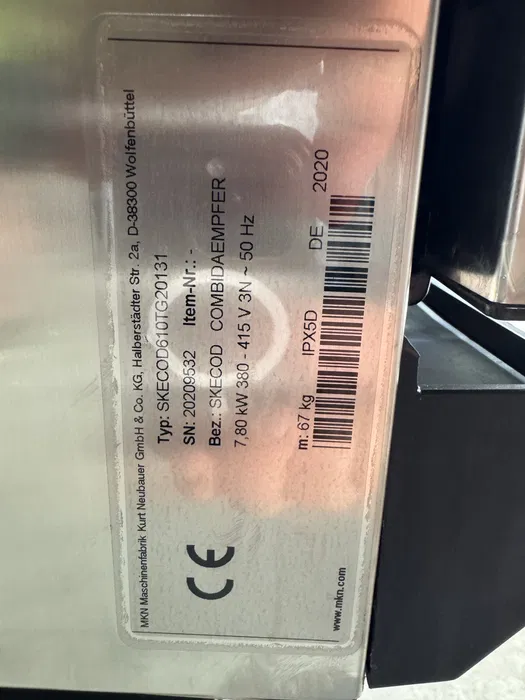 MKN Maschinenfabrik Kurt Neubauer GmbH & Co. KG, Halberstädter Str. 2a, D-38300 Wolfenbüttel
Typ: SKECOD610TG20131
SN: 20209532 Item-Nr.: -
Bez.: SKECOD COMBIDAEMPFER
7,80 kW 380 - 415 V 3N ~ 50 Hz
m: 67 kg IPX5D DE 2020
CE
www.mkn.com